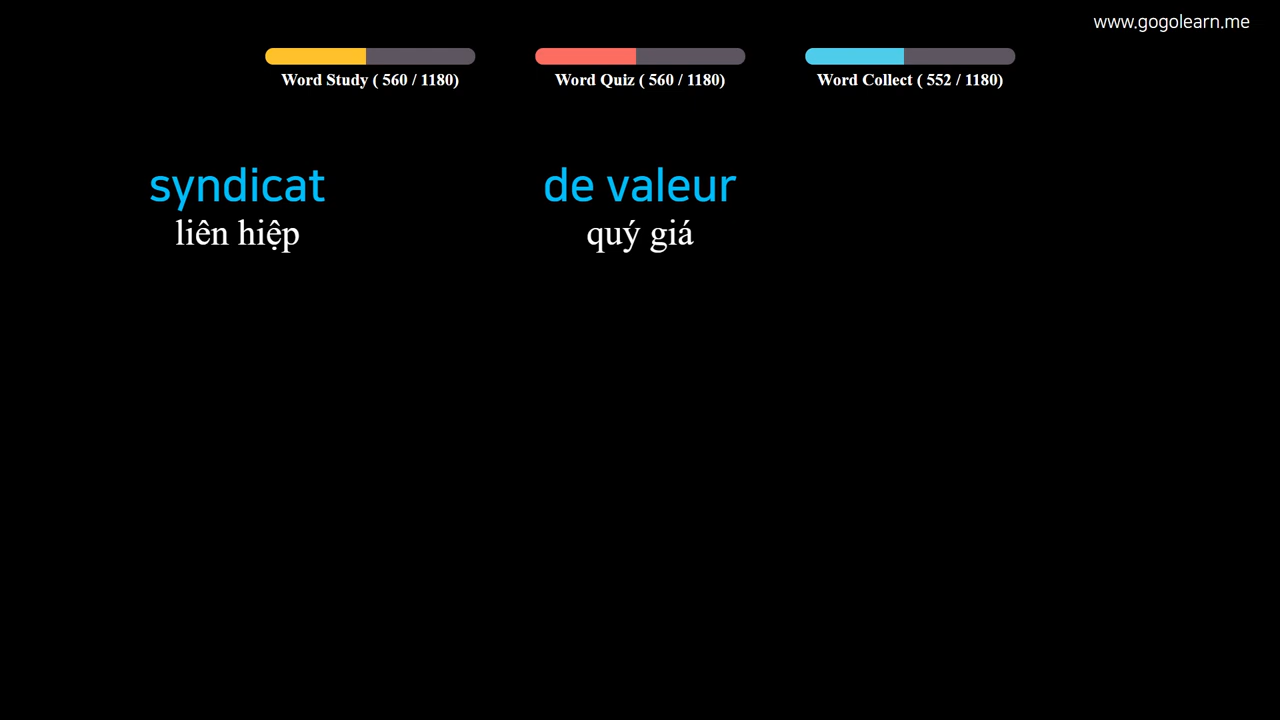 www.gogolearn.me
Word Study ( 560 / 1180)
Word Quiz ( 560 / 1180)
Word Collect ( 552 / 1180)
syndicat
liên hiệp
de valeur
quý giá